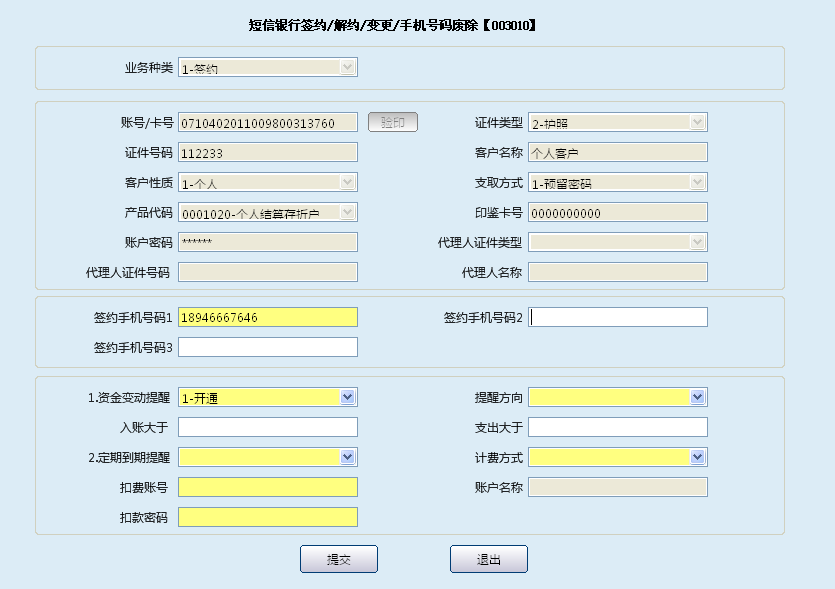 短信银行签约/解约/变更/手机号码废除【003010】
业务种类 1-签约
账号/卡号 0710402011009800313760 验印 证件类型 2-护照
证件号码 112233 客户名称 个人客户
客户性质 1-个人 支取方式 1-预留密码
产品代码 0001020-个人结算存折户 印鉴卡号 0000000000
账户密码 ****** 代理人证件类型
代理人证件号码 代理人名称
签约手机号码1 18946667646 签约手机号码2
签约手机号码3
1.资金变动提醒 1-开通 提醒方向
入账大于 支出大于
2.定期到期提醒 计费方式
扣费账号 账户名称
扣款密码
提交 退出